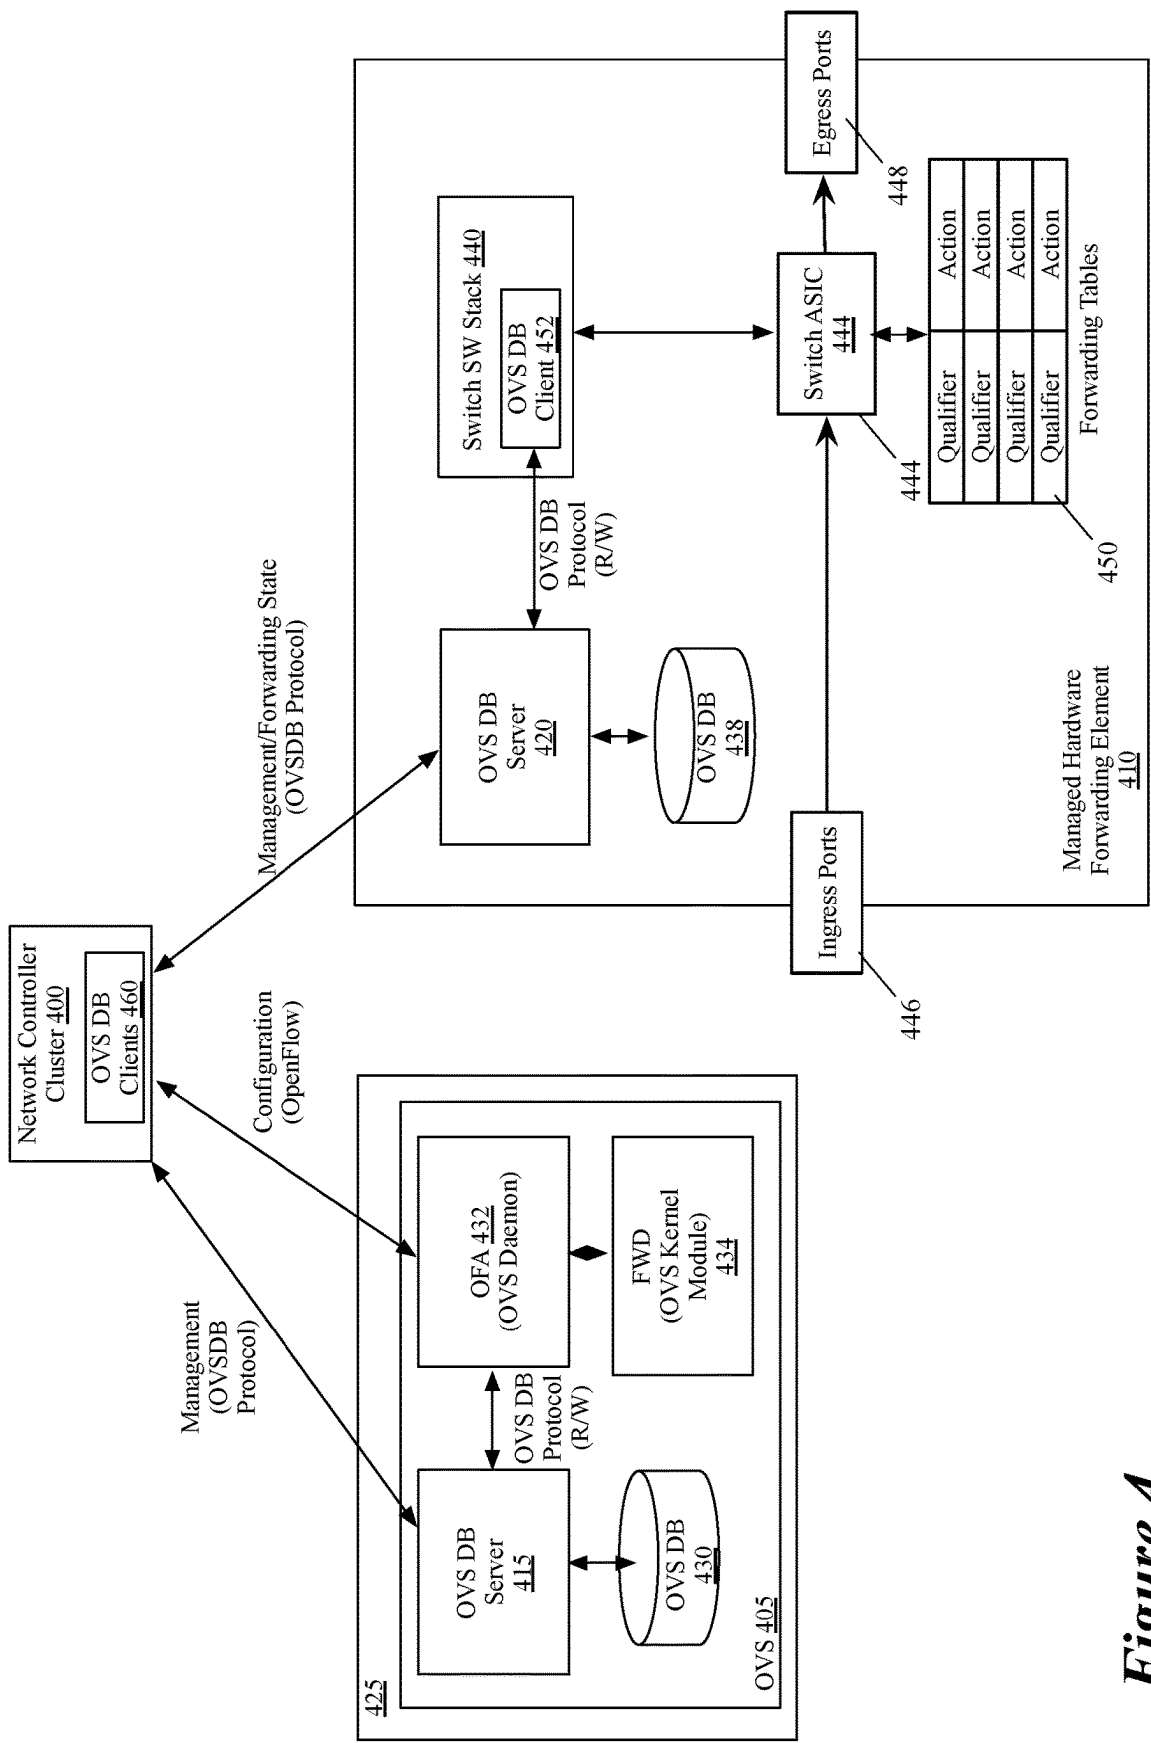 Network Controller
Cluster 400
OVS DB
Clients 460
Management
(OVSDB
Protocol)
Configuration
(OpenFlow)
Management/Forwarding State
(OVSDB Protocol)
425
OVS DB
Server
415
OVS DB
Protocol
(R/W)
OFA 432
(OVS Daemon)
OVS DB
430
FWD
(OVS Kernel
Module)
434
OVS 405
OVS DB
Server
420
OVS DB
Protocol
(R/W)
Switch SW Stack 440
OVS DB
Client 452
OVS DB
438
Ingress Ports
446
Switch ASIC
444
444
Egress Ports
448
Qualifier Action
Qualifier Action
Qualifier Action
Qualifier Action
Forwarding Tables
450
Managed Hardware
Forwarding Element
410
Figure 4